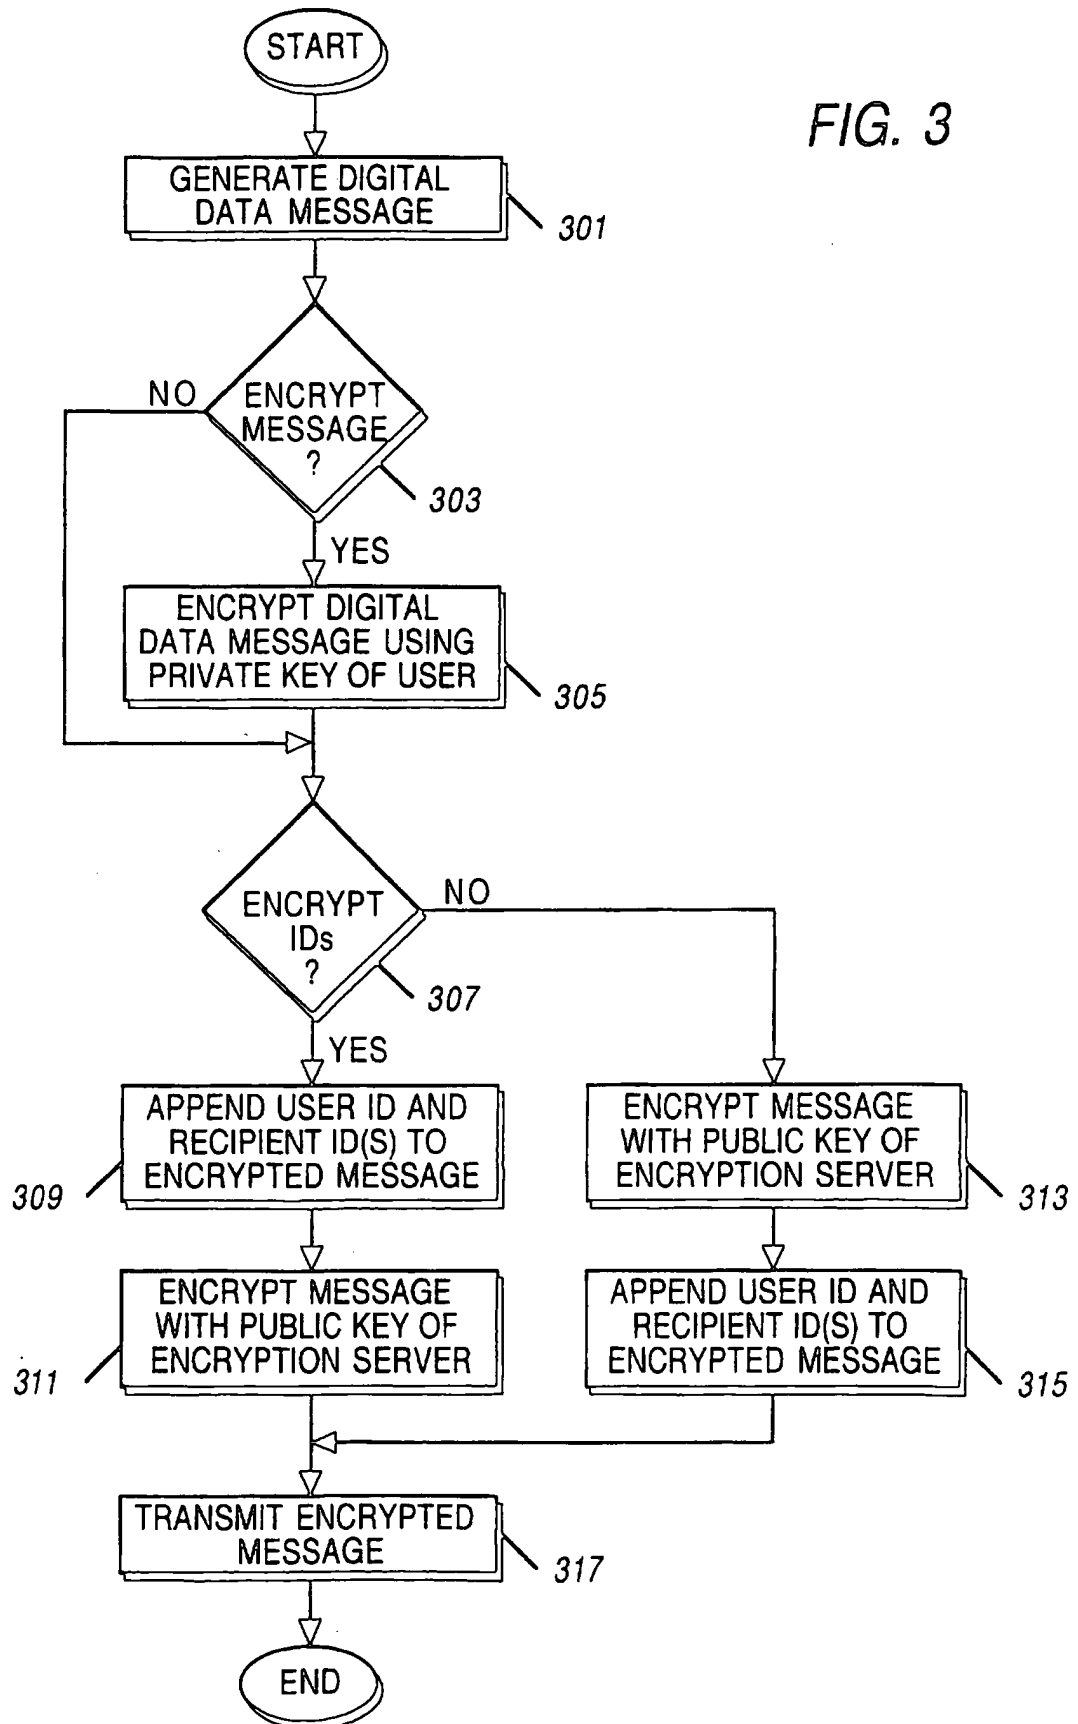 START
FIG. 3
GENERATE DIGITAL
DATA MESSAGE
301
NO
ENCRYPT
MESSAGE
?
303
YES
ENCRYPT DIGITAL
DATA MESSAGE USING
PRIVATE KEY OF USER
305
ENCRYPT
IDs
?
NO
307
YES
APPEND USER ID AND
RECIPIENT ID(S) TO
ENCRYPTED MESSAGE
309
ENCRYPT MESSAGE
WITH PUBLIC KEY OF
ENCRYPTION SERVER
313
ENCRYPT MESSAGE
WITH PUBLIC KEY OF
ENCRYPTION SERVER
311
APPEND USER ID AND
RECIPIENT ID(S) TO
ENCRYPTED MESSAGE
315
TRANSMIT ENCRYPTED
MESSAGE
317
END